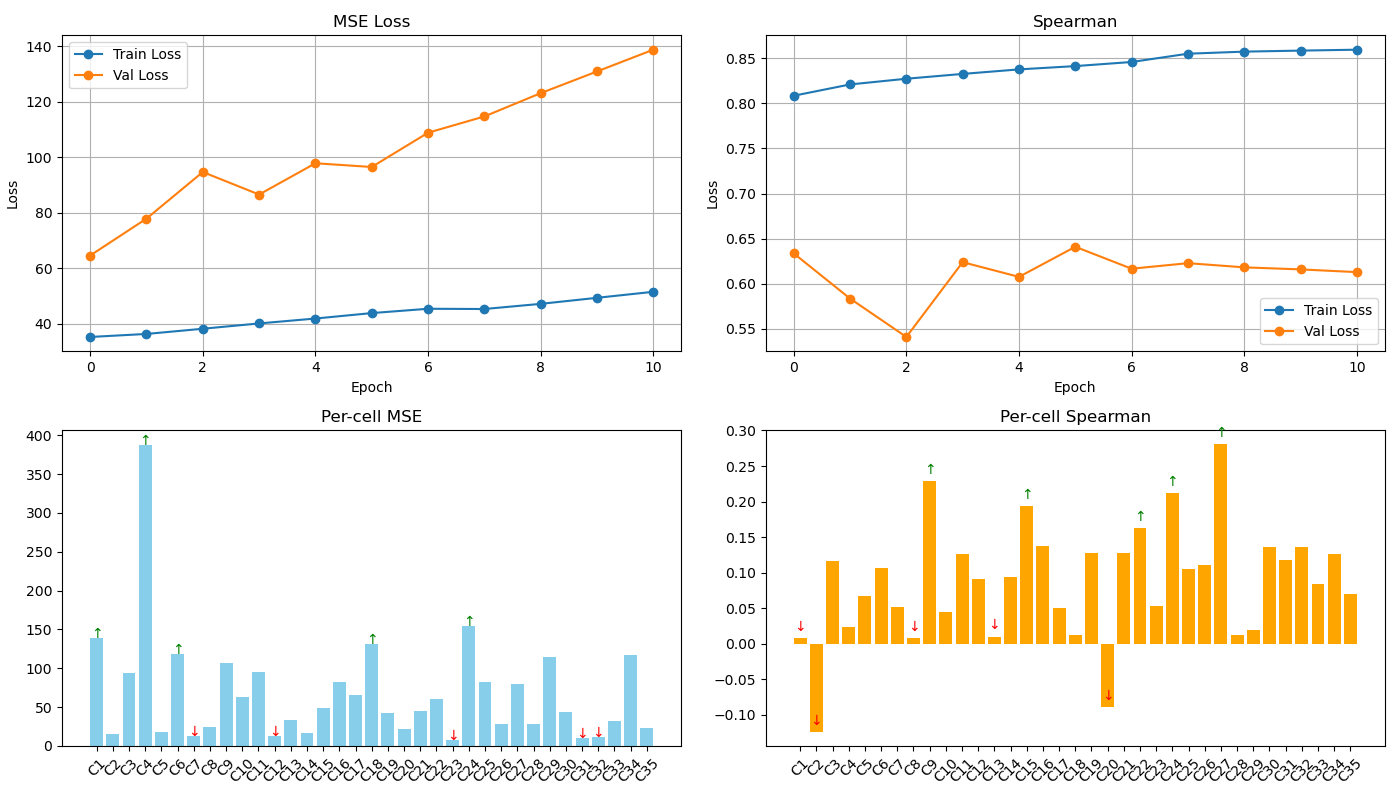 MSE Loss
Loss
140
120
100
80
60
40
Train Loss
Val Loss
0 2 4 6 8 10
Epoch
Spearman
Loss
0.85
0.80
0.75
0.70
0.65
0.60
0.55
Train Loss
Val Loss
0 2 4 6 8 10
Epoch
Per-cell MSE
400
350
300
250
200
150
100
50
0
↑ ↑ ↑ ↓ ↓ ↑ ↓ ↑ ↓ ↓
C1 C2 C3 C4 C5 C6 C7 C8 C9 C10 C11 C12 C13 C14 C15 C16 C17 C18 C19 C20 C21 C22 C23 C24 C25 C26 C27 C28 C29 C30 C31 C32 C33 C34 C35
Per-cell Spearman
0.30
0.25
0.20
0.15
0.10
0.05
0.00
−0.05
−0.10
↓ ↓ ↓ ↑ ↓ ↑ ↓ ↑ ↑ ↑
C1 C2 C3 C4 C5 C6 C7 C8 C9 C10 C11 C12 C13 C14 C15 C16 C17 C18 C19 C20 C21 C22 C23 C24 C25 C26 C27 C28 C29 C30 C31 C32 C33 C34 C35